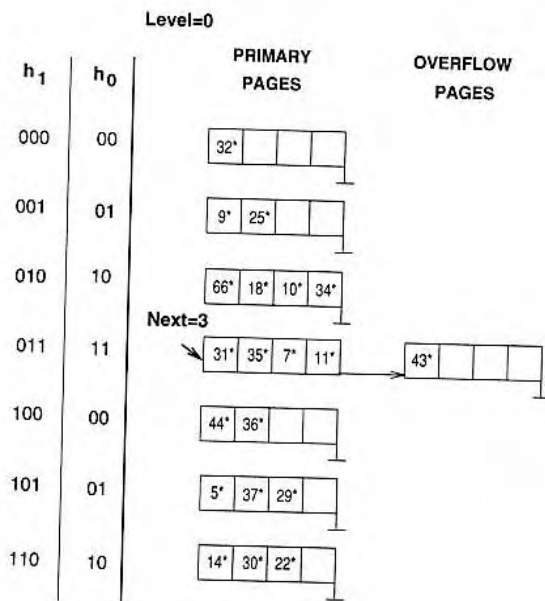 Level=0
h1 h0 PRIMARY PAGES OVERFLOW PAGES
000 00 32*
001 01 9* 25*
010 10 66* 18* 10* 34*
Next=3
011 11 31* 35* 7* 11* 43*
100 00 44* 36*
101 01 5* 37* 29*
110 10 14* 30* 22*